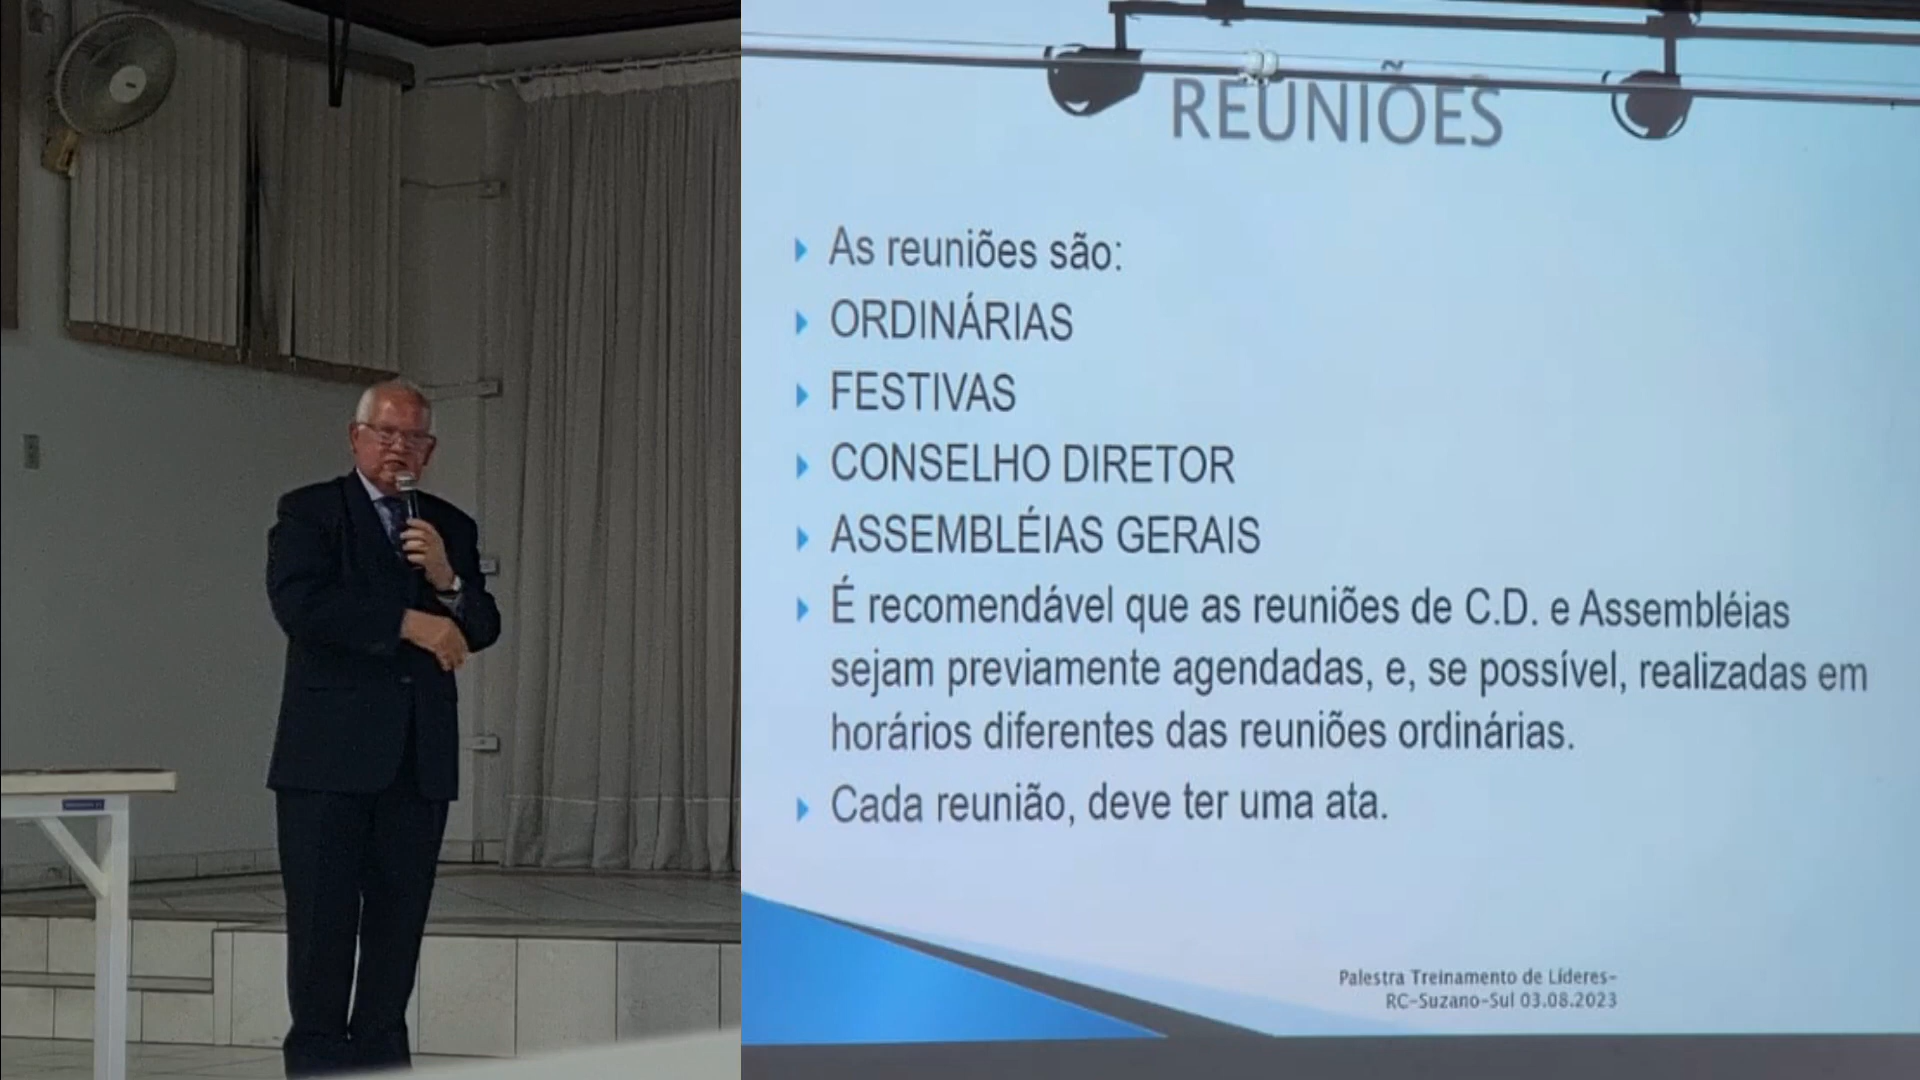 REUNIÕES
As reuniões são:
ORDINÁRIAS
FESTIVAS
CONSELHO DIRETOR
ASSEMBLÉIAS GERAIS
É recomendável que as reuniões de C.D. e Assembléias
sejam previamente agendadas, e, se possível, realizadas em
horários diferentes das reuniões ordinárias.
Cada reunião, deve ter uma ata.
Palestra Treinamento de Líderes-
RC-Suzano-Sul 03.08.2023